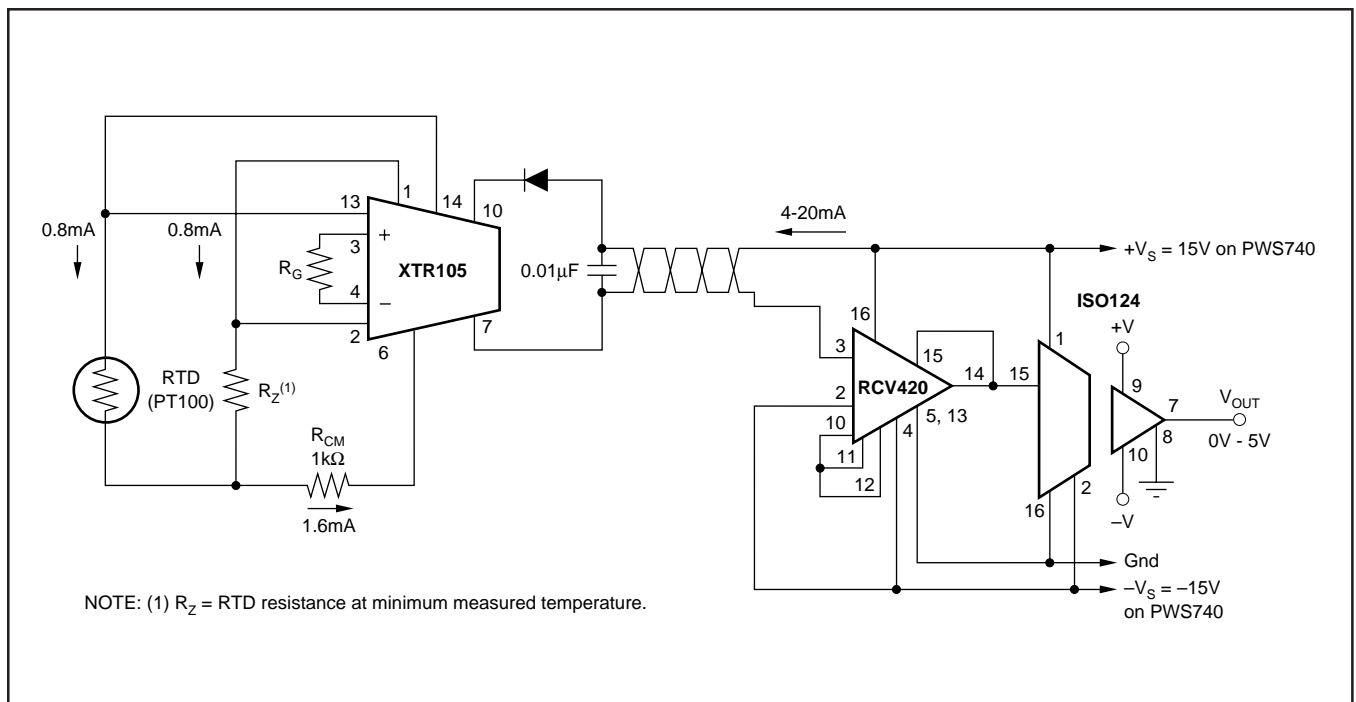 1
14
13
10
0.8mA
0.8mA
3
+
R_G
XTR105
4
–
2
6
7
0.01μF
4-20mA
+V_S = 15V on PWS740
ISO124
+V
16
1
3
15
9
RCV420
14
15
7
V_OUT
2
5, 13
8
0V - 5V
10
4
10
11
2
12
–V
16
RTD
(PT100)
R_Z(1)
R_CM
1kΩ
1.6mA
Gnd
–V_S = –15V
on PWS740
NOTE: (1) R_Z = RTD resistance at minimum measured temperature.